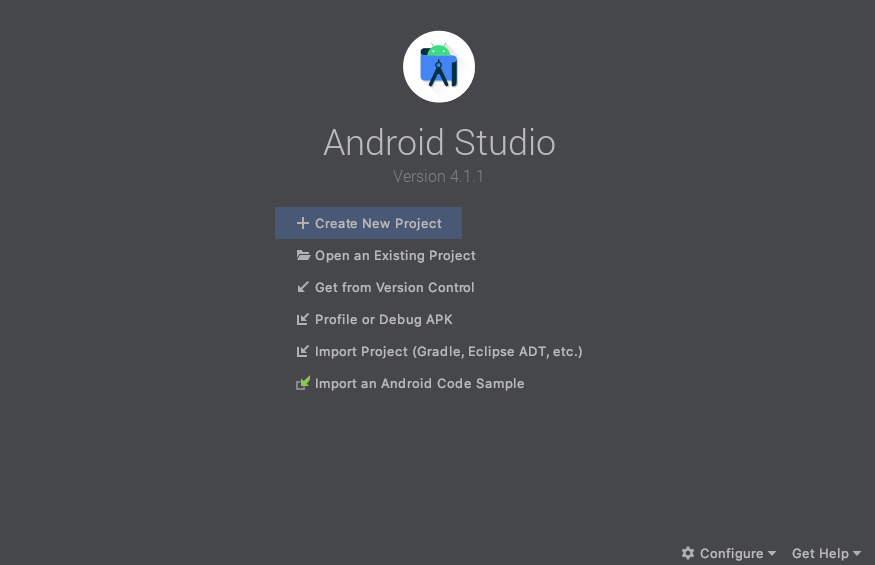 Android Studio
Version 4.1.1
Create New Project
Open an Existing Project
Get from Version Control
Profile or Debug APK
Import Project (Gradle, Eclipse ADT, etc.)
Import an Android Code Sample
Configure Get Help